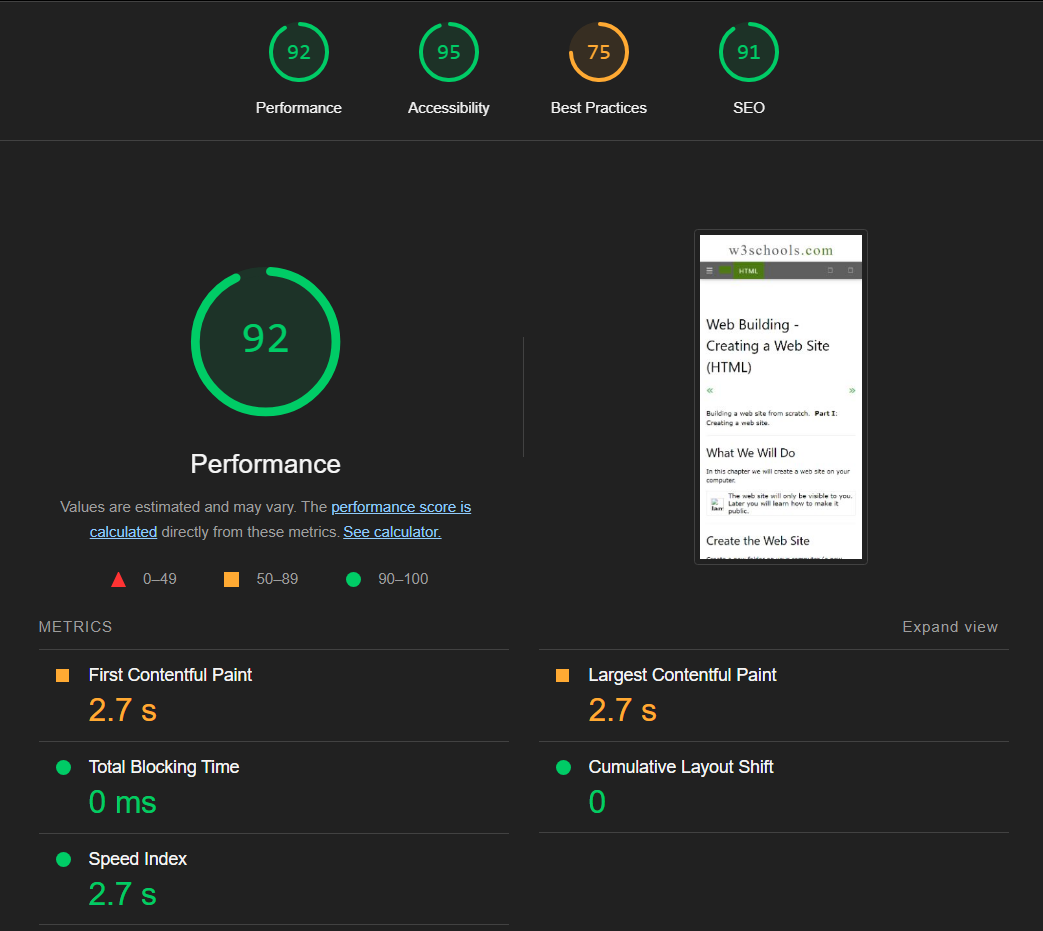 92
95
75
91
Performance
Accessibility
Best Practices
SEO
92
Performance
Values are estimated and may vary. The performance score is
calculated directly from these metrics. See calculator.
0–49
50–89
90–100
w3schools.com
HTML
Web Building -
Creating a Web Site
(HTML)
«
»
Building a web site from scratch. Part I:
Creating a web site.
What We Will Do
In this chapter we will create a web site on your
computer.
The web site will only be visible to you.
Later you will learn how to make it
public.
Create the Web Site
METRICS
Expand view
First Contentful Paint
2.7 s
Largest Contentful Paint
2.7 s
Total Blocking Time
0 ms
Cumulative Layout Shift
0
Speed Index
2.7 s